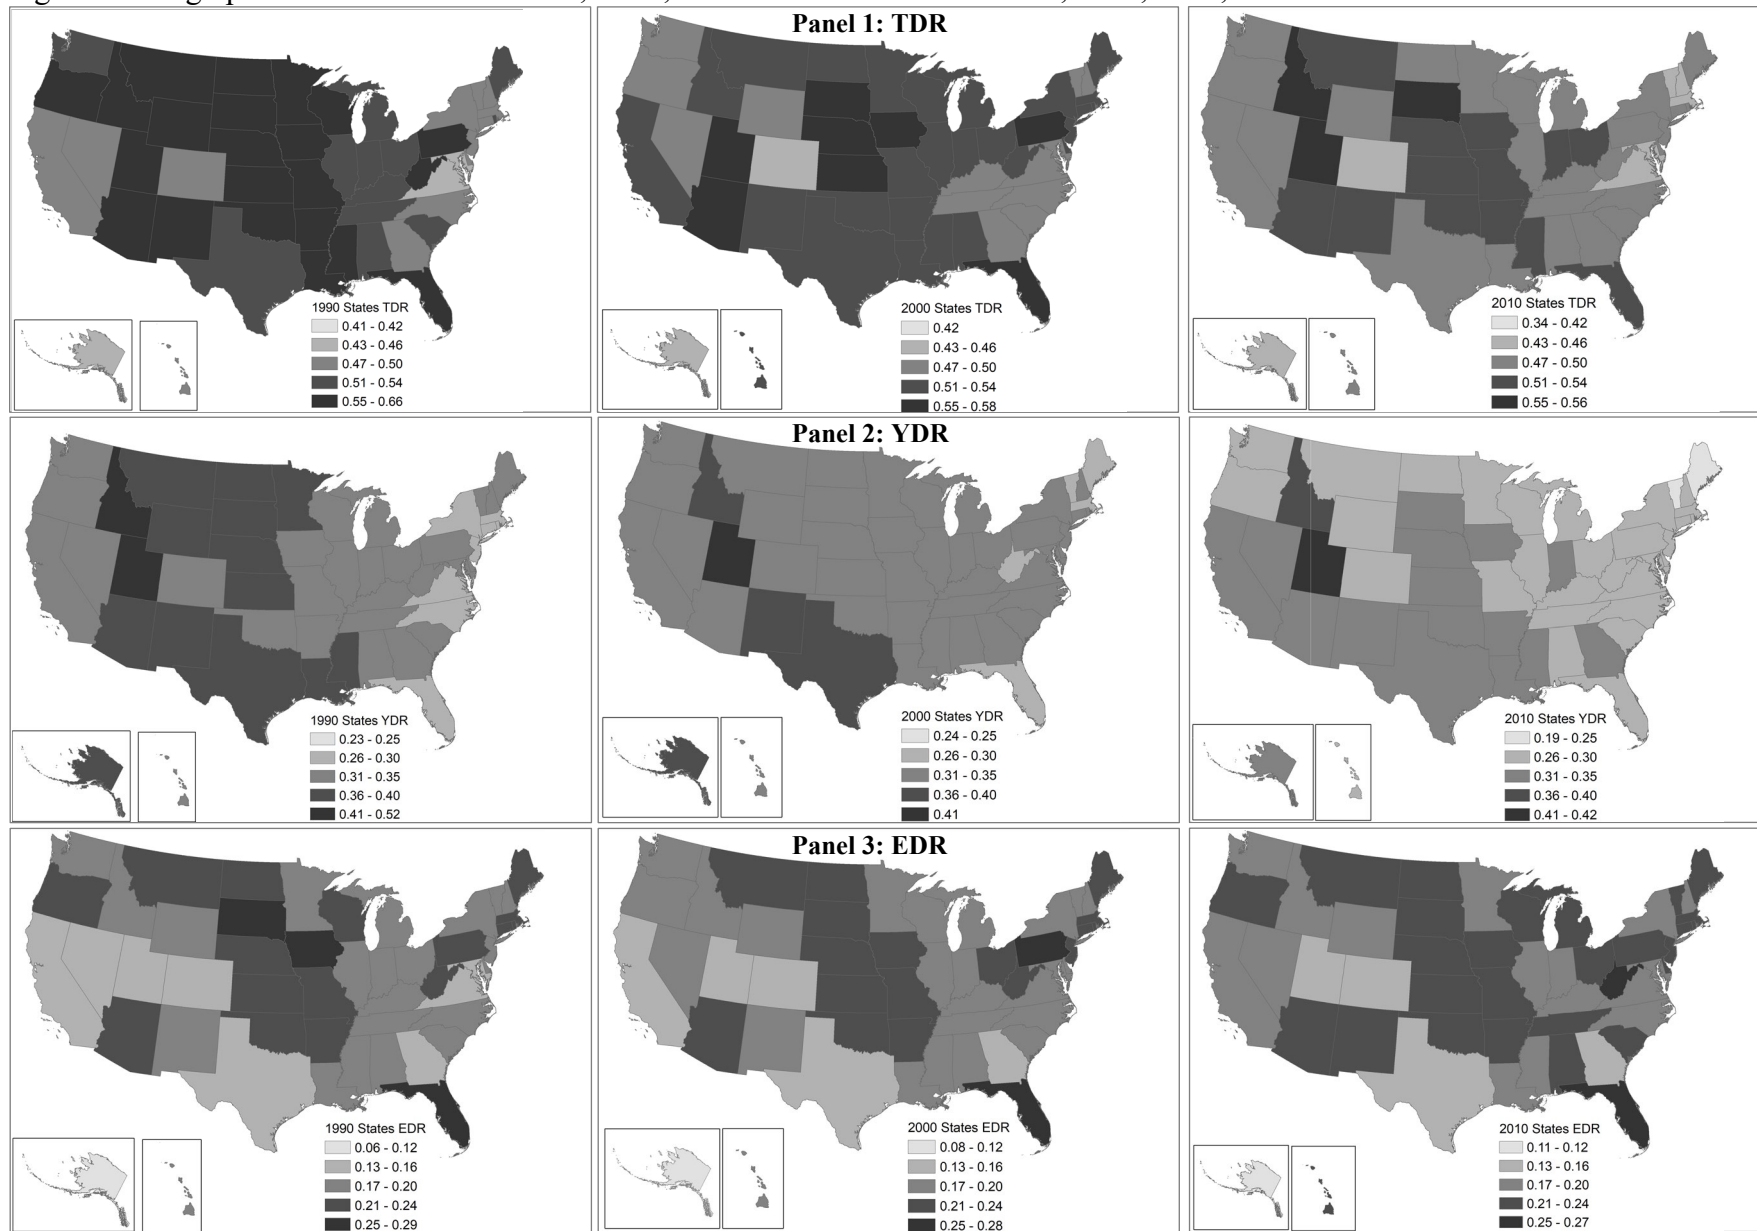 Panel 1: TDR
1990 States TDR
0.41 - 0.42
0.43 - 0.46
0.47 - 0.50
0.51 - 0.54
0.55 - 0.66
2000 States TDR
0.42
0.43 - 0.46
0.47 - 0.50
0.51 - 0.54
0.55 - 0.58
2010 States TDR
0.34 - 0.42
0.43 - 0.46
0.47 - 0.50
0.51 - 0.54
0.55 - 0.56
Panel 2: YDR
1990 States YDR
0.23 - 0.25
0.26 - 0.30
0.31 - 0.35
0.36 - 0.40
0.41 - 0.52
2000 States YDR
0.24 - 0.25
0.26 - 0.30
0.31 - 0.35
0.36 - 0.40
0.41
2010 States YDR
0.19 - 0.25
0.26 - 0.30
0.31 - 0.35
0.36 - 0.40
0.41 - 0.42
Panel 3: EDR
1990 States EDR
0.06 - 0.12
0.13 - 0.16
0.17 - 0.20
0.21 - 0.24
0.25 - 0.29
2000 States EDR
0.08 - 0.12
0.13 - 0.16
0.17 - 0.20
0.21 - 0.24
0.25 - 0.28
2010 States EDR
0.11 - 0.12
0.13 - 0.16
0.17 - 0.20
0.21 - 0.24
0.25 - 0.27